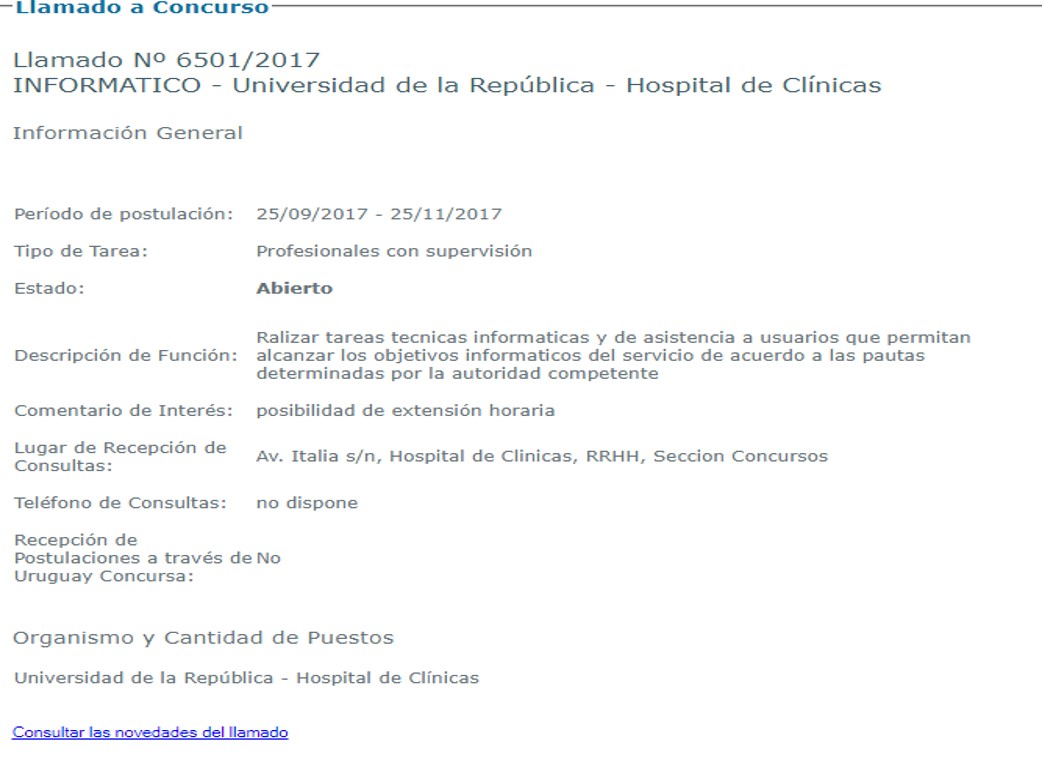 Llamado a Concurso
Llamado Nº 6501/2017
INFORMATICO - Universidad de la República - Hospital de Clínicas
Información General
Período de postulación: 25/09/2017 - 25/11/2017
Tipo de Tarea: Profesionales con supervisión
Estado: Abierto
Descripción de Función: Ralizar tareas tecnicas informaticas y de asistencia a usuarios que permitan
alcanzar los objetivos informaticos del servicio de acuerdo a las pautas
determinadas por la autoridad competente
Comentario de Interés: posibilidad de extensión horaria
Lugar de Recepción de
Consultas: Av. Italia s/n, Hospital de Clinicas, RRHH, Seccion Concursos
Teléfono de Consultas: no dispone
Recepción de
Postulaciones a través de No
Uruguay Concursa:
Organismo y Cantidad de Puestos
Universidad de la República - Hospital de Clínicas
Consultar las novedades del llamado